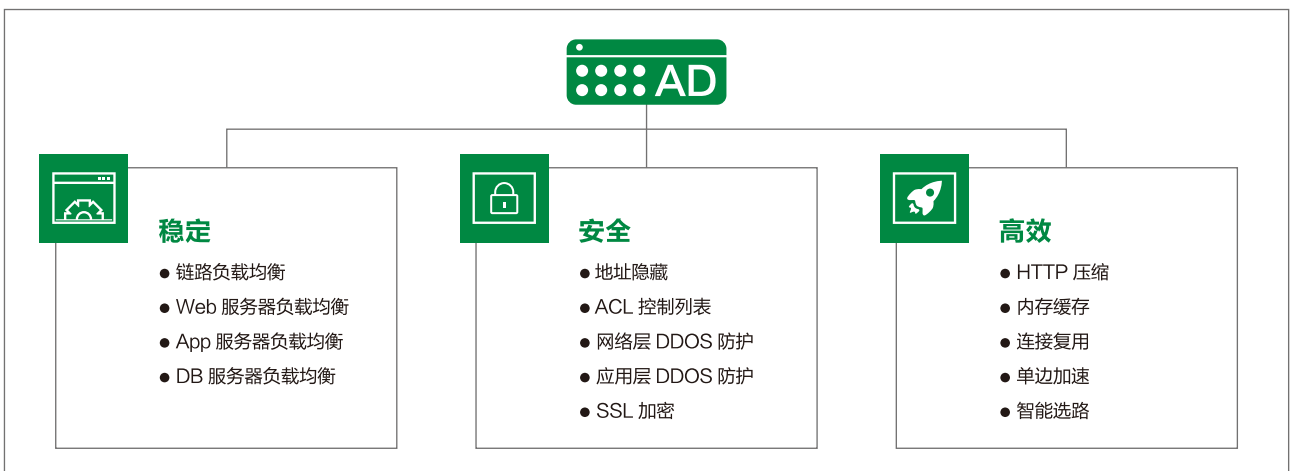 AD
稳定
● 链路负载均衡
● Web 服务器负载均衡
● App 服务器负载均衡
● DB 服务器负载均衡
安全
● 地址隐藏
● ACL 控制列表
● 网络层 DDOS 防护
● 应用层 DDOS 防护
● SSL 加密
高效
● HTTP 压缩
● 内存缓存
● 连接复用
● 单边加速
● 智能选路